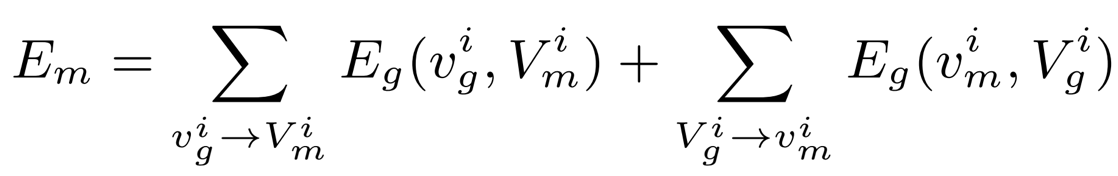 $$E_m = \sum_{v_g^i \to V_m^i} E_g(v_g^i, V_m^i) + \sum_{V_g^i \to v_m^i} E_g(v_m^i, V_g^i)$$